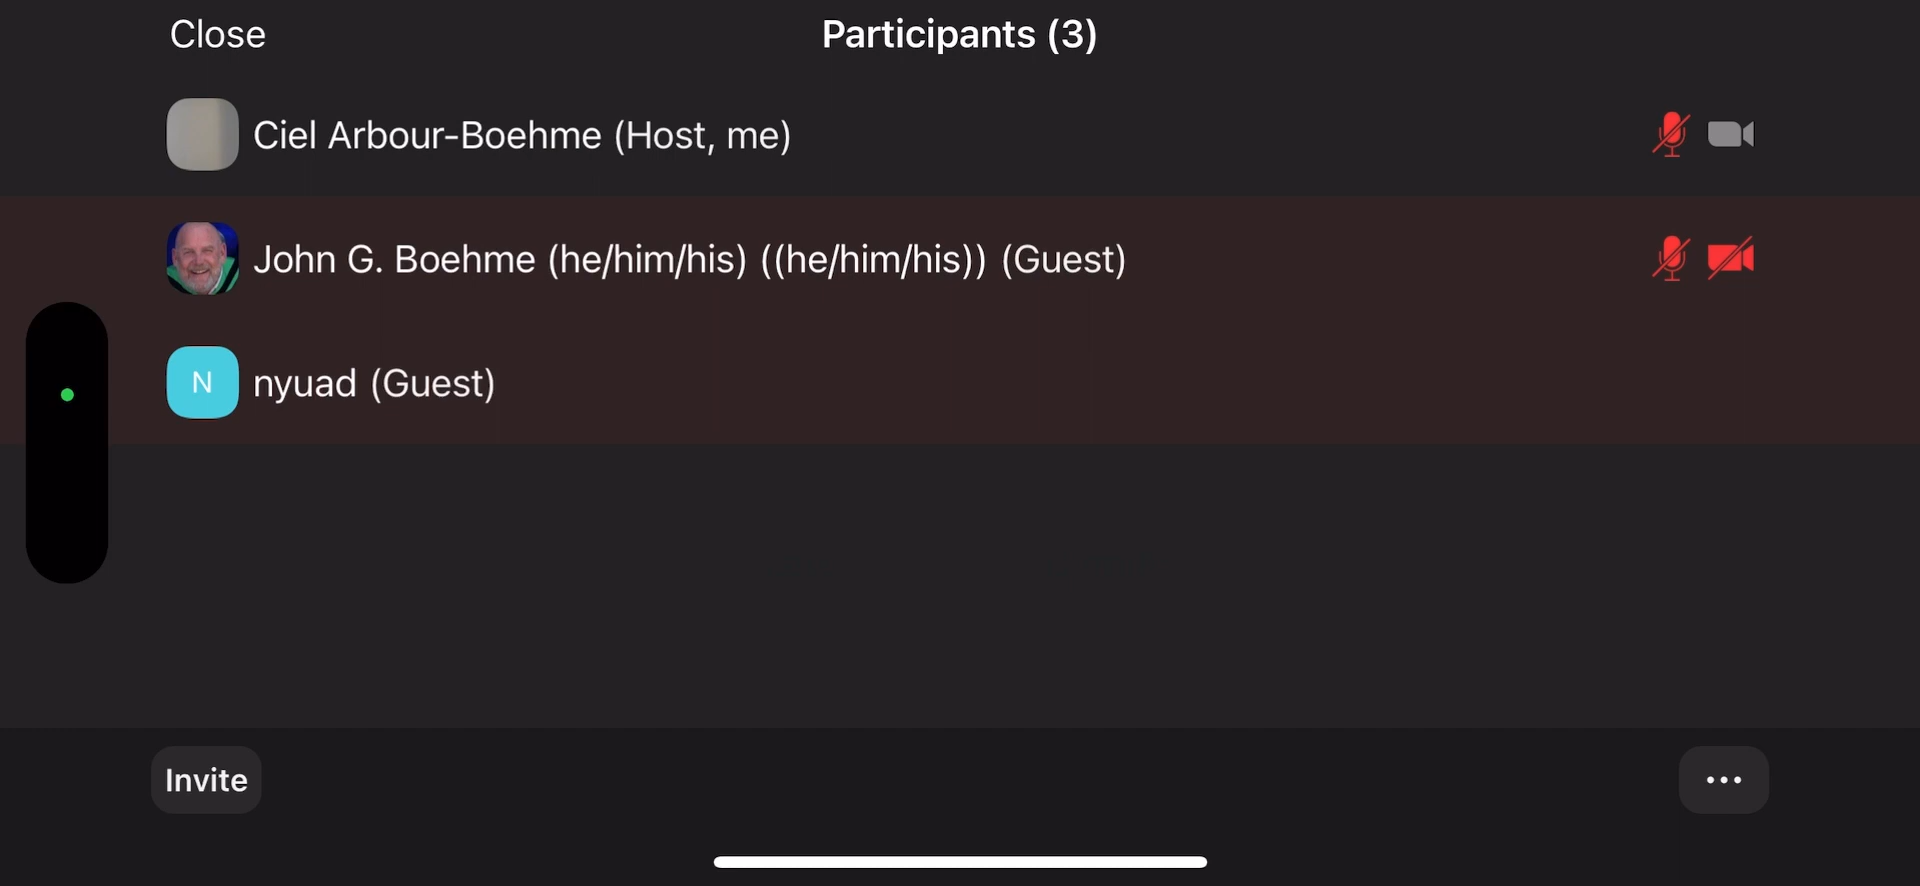 Close
Participants (3)
Ciel Arbour-Boehme (Host, me)
John G. Boehme (he/him/his) ((he/him/his)) (Guest)
N
nyuad (Guest)
Invite
...